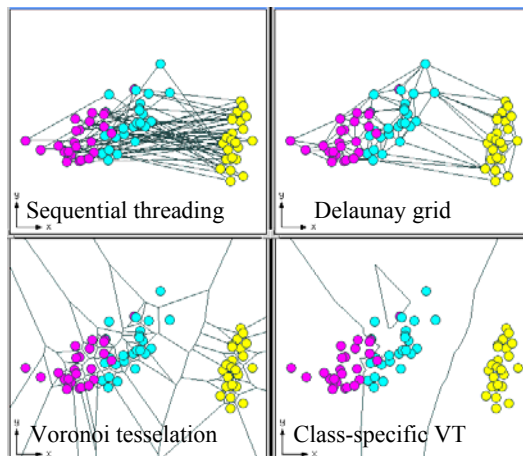 y
x
Sequential threading
y
x
Delaunay grid
y
x
Voronoi tesselation
y
x
Class-specific VT